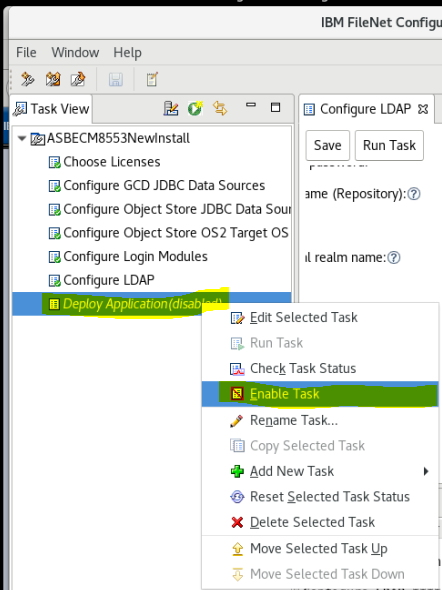 IBM FileNet Configu
File Window Help
Task View
Configure LDAP
ASBECM8553NewInstall
Save
Run Task
Choose Licenses
Configure GCD JDBC Data Sources
ame (Repository):
Configure Object Store JDBC Data Sour
Configure Object Store OS2 Target OS
Configure Login Modules
l realm name:
Configure LDAP
Deploy Application(disabled)
Edit Selected Task
Run Task
Check Task Status
Enable Task
Rename Task...
Copy Selected Task
Add New Task
Reset Selected Task Status
Delete Selected Task
Move Selected Task Up
Move Selected Task Down